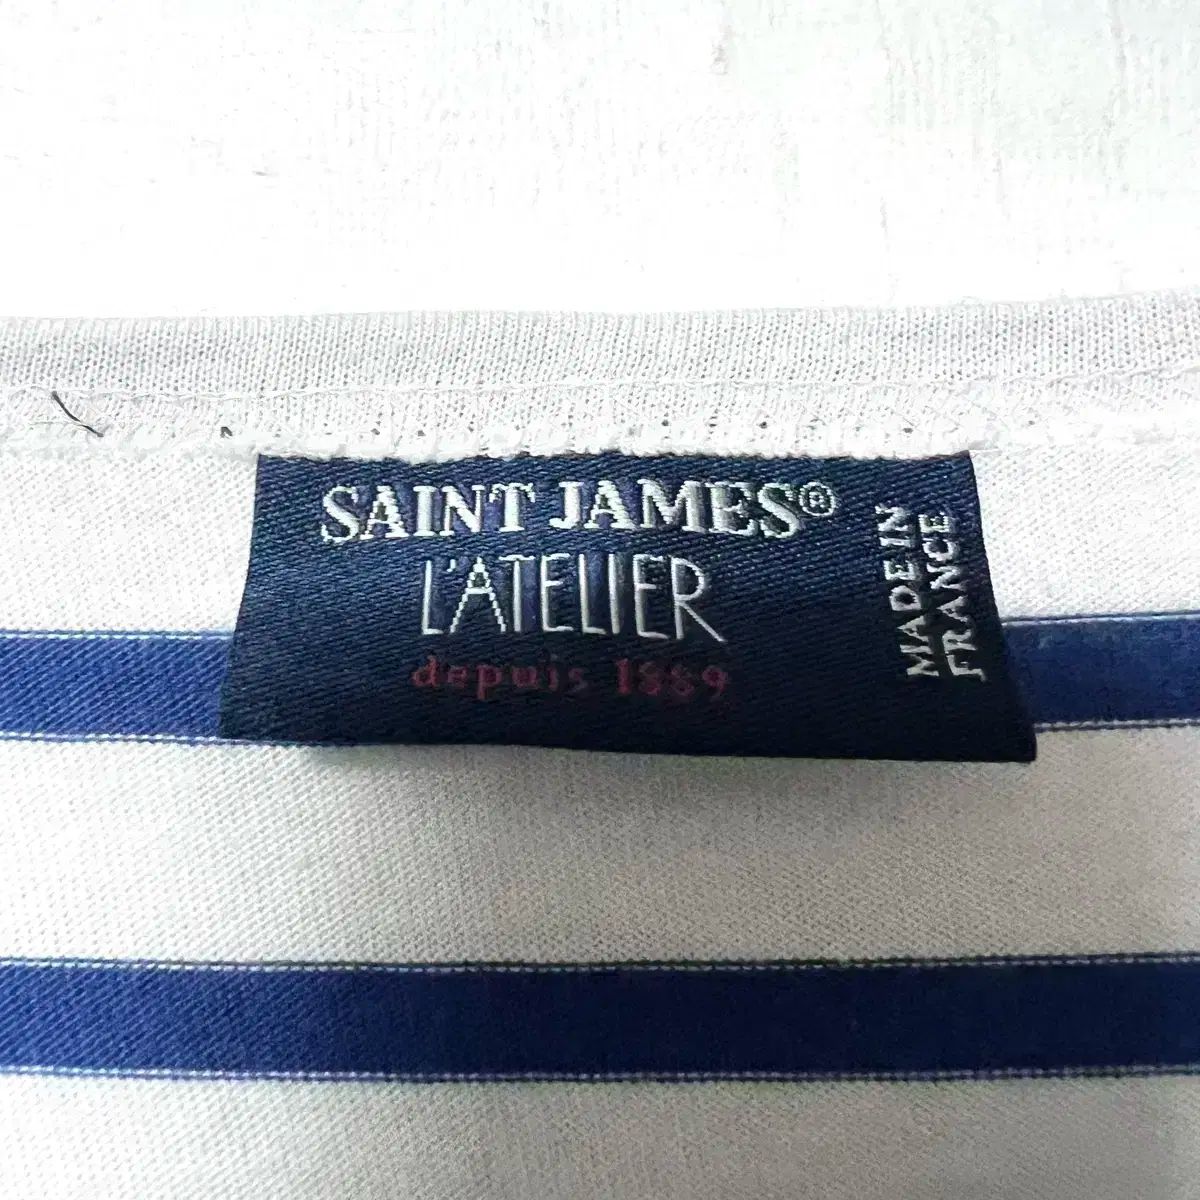 SAINT JAMES®
L'ATELIER
depuis 1889
MADE IN
FRANCE